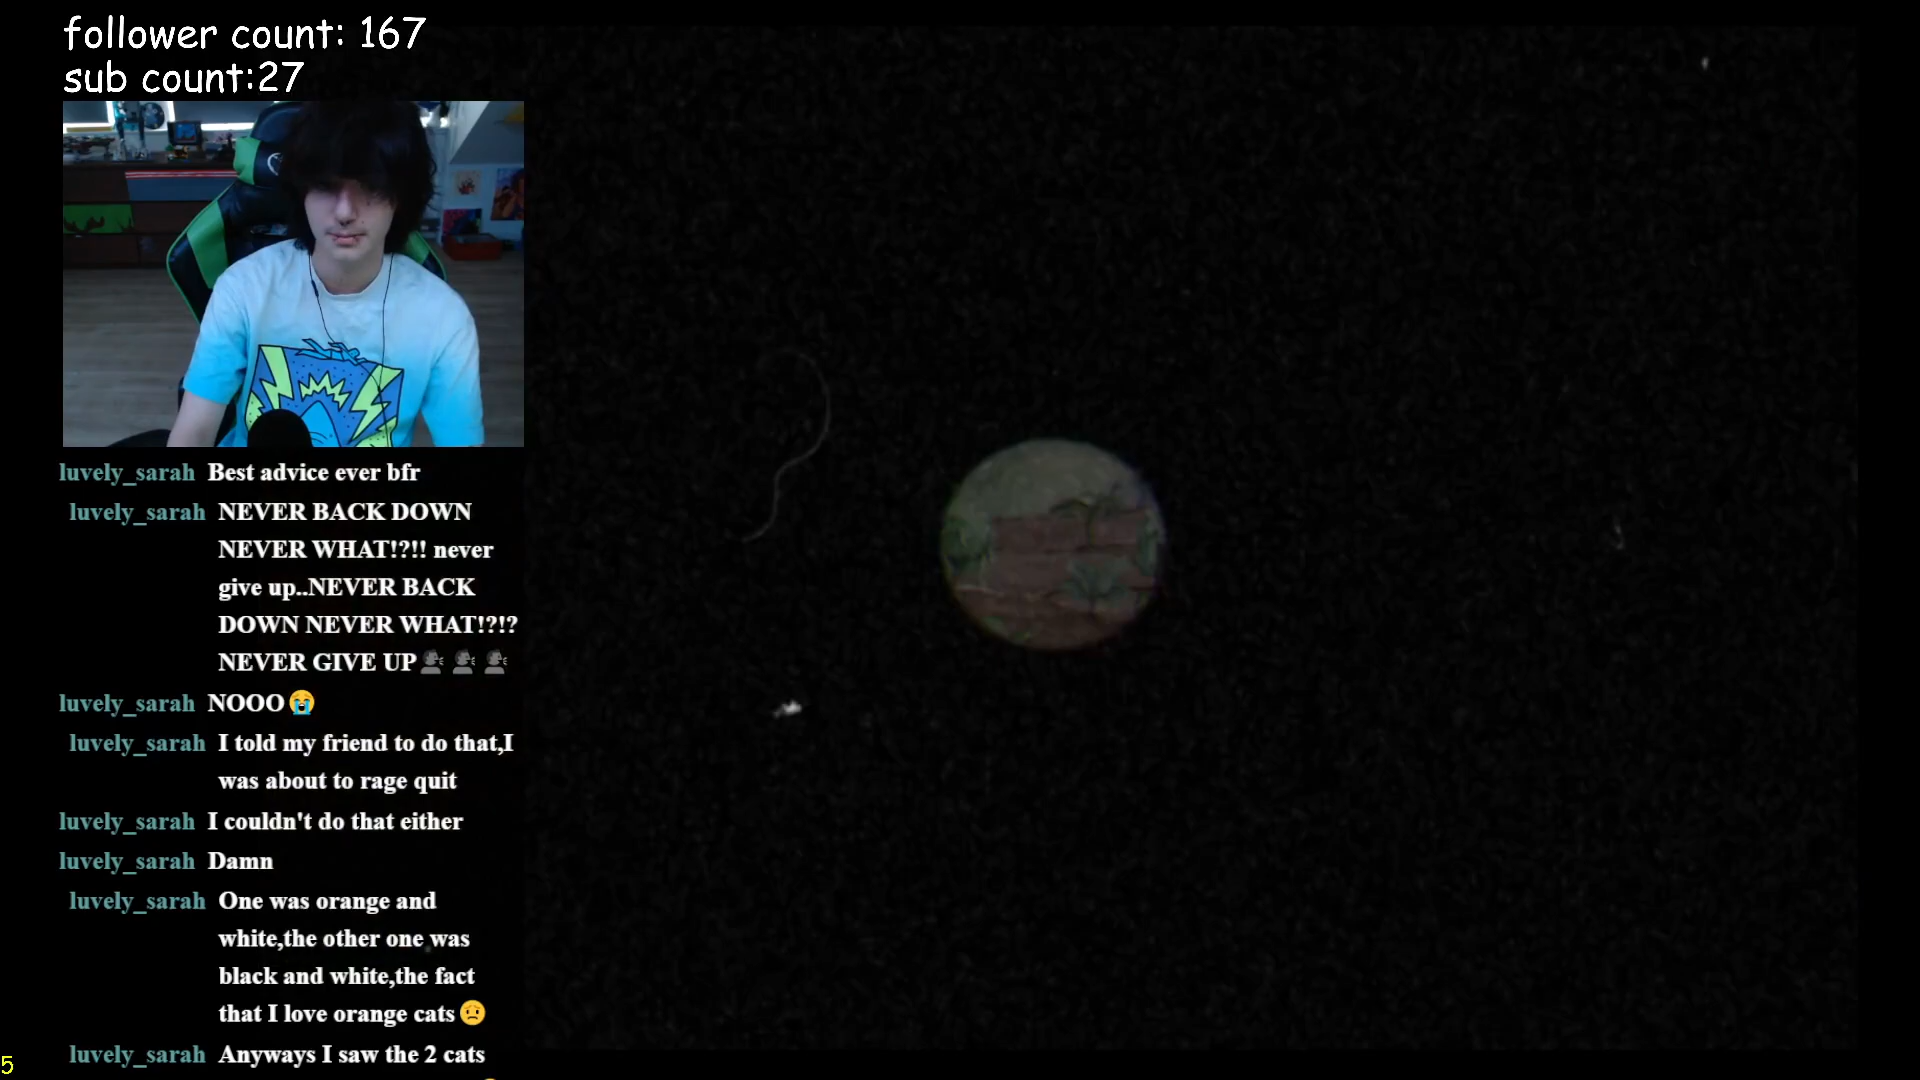 follower count: 167
sub count:27
luvely_sarah Best advice ever bfr
luvely_sarah NEVER BACK DOWN
NEVER WHAT!?!! never
give up..NEVER BACK
DOWN NEVER WHAT!?!?
NEVER GIVE UP🗣🗣🗣
luvely_sarah NOOO😭
luvely_sarah I told my friend to do that,I
was about to rage quit
luvely_sarah I couldn't do that either
luvely_sarah Damn
luvely_sarah One was orange and
white,the other one was
black and white,the fact
that I love orange cats😟
luvely_sarah Anyways I saw the 2 cats
5